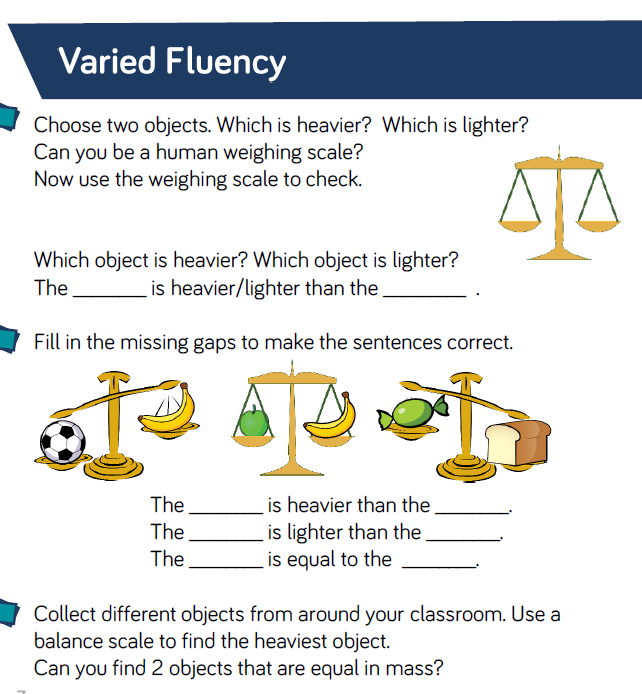 Varied Fluency
Choose two objects. Which is heavier?  Which is lighter?
Can you be a human weighing scale?
Now use the weighing scale to check.
Which object is heavier? Which object is lighter?
The _______ is heavier/lighter than the ________ .
Fill in the missing gaps to make the sentences correct.
The _______ is heavier than the _______.
The _______ is lighter than the _______.
The _______ is equal to the _______.
Collect different objects from around your classroom. Use a
balance scale to find the heaviest object.
Can you find 2 objects that are equal in mass?